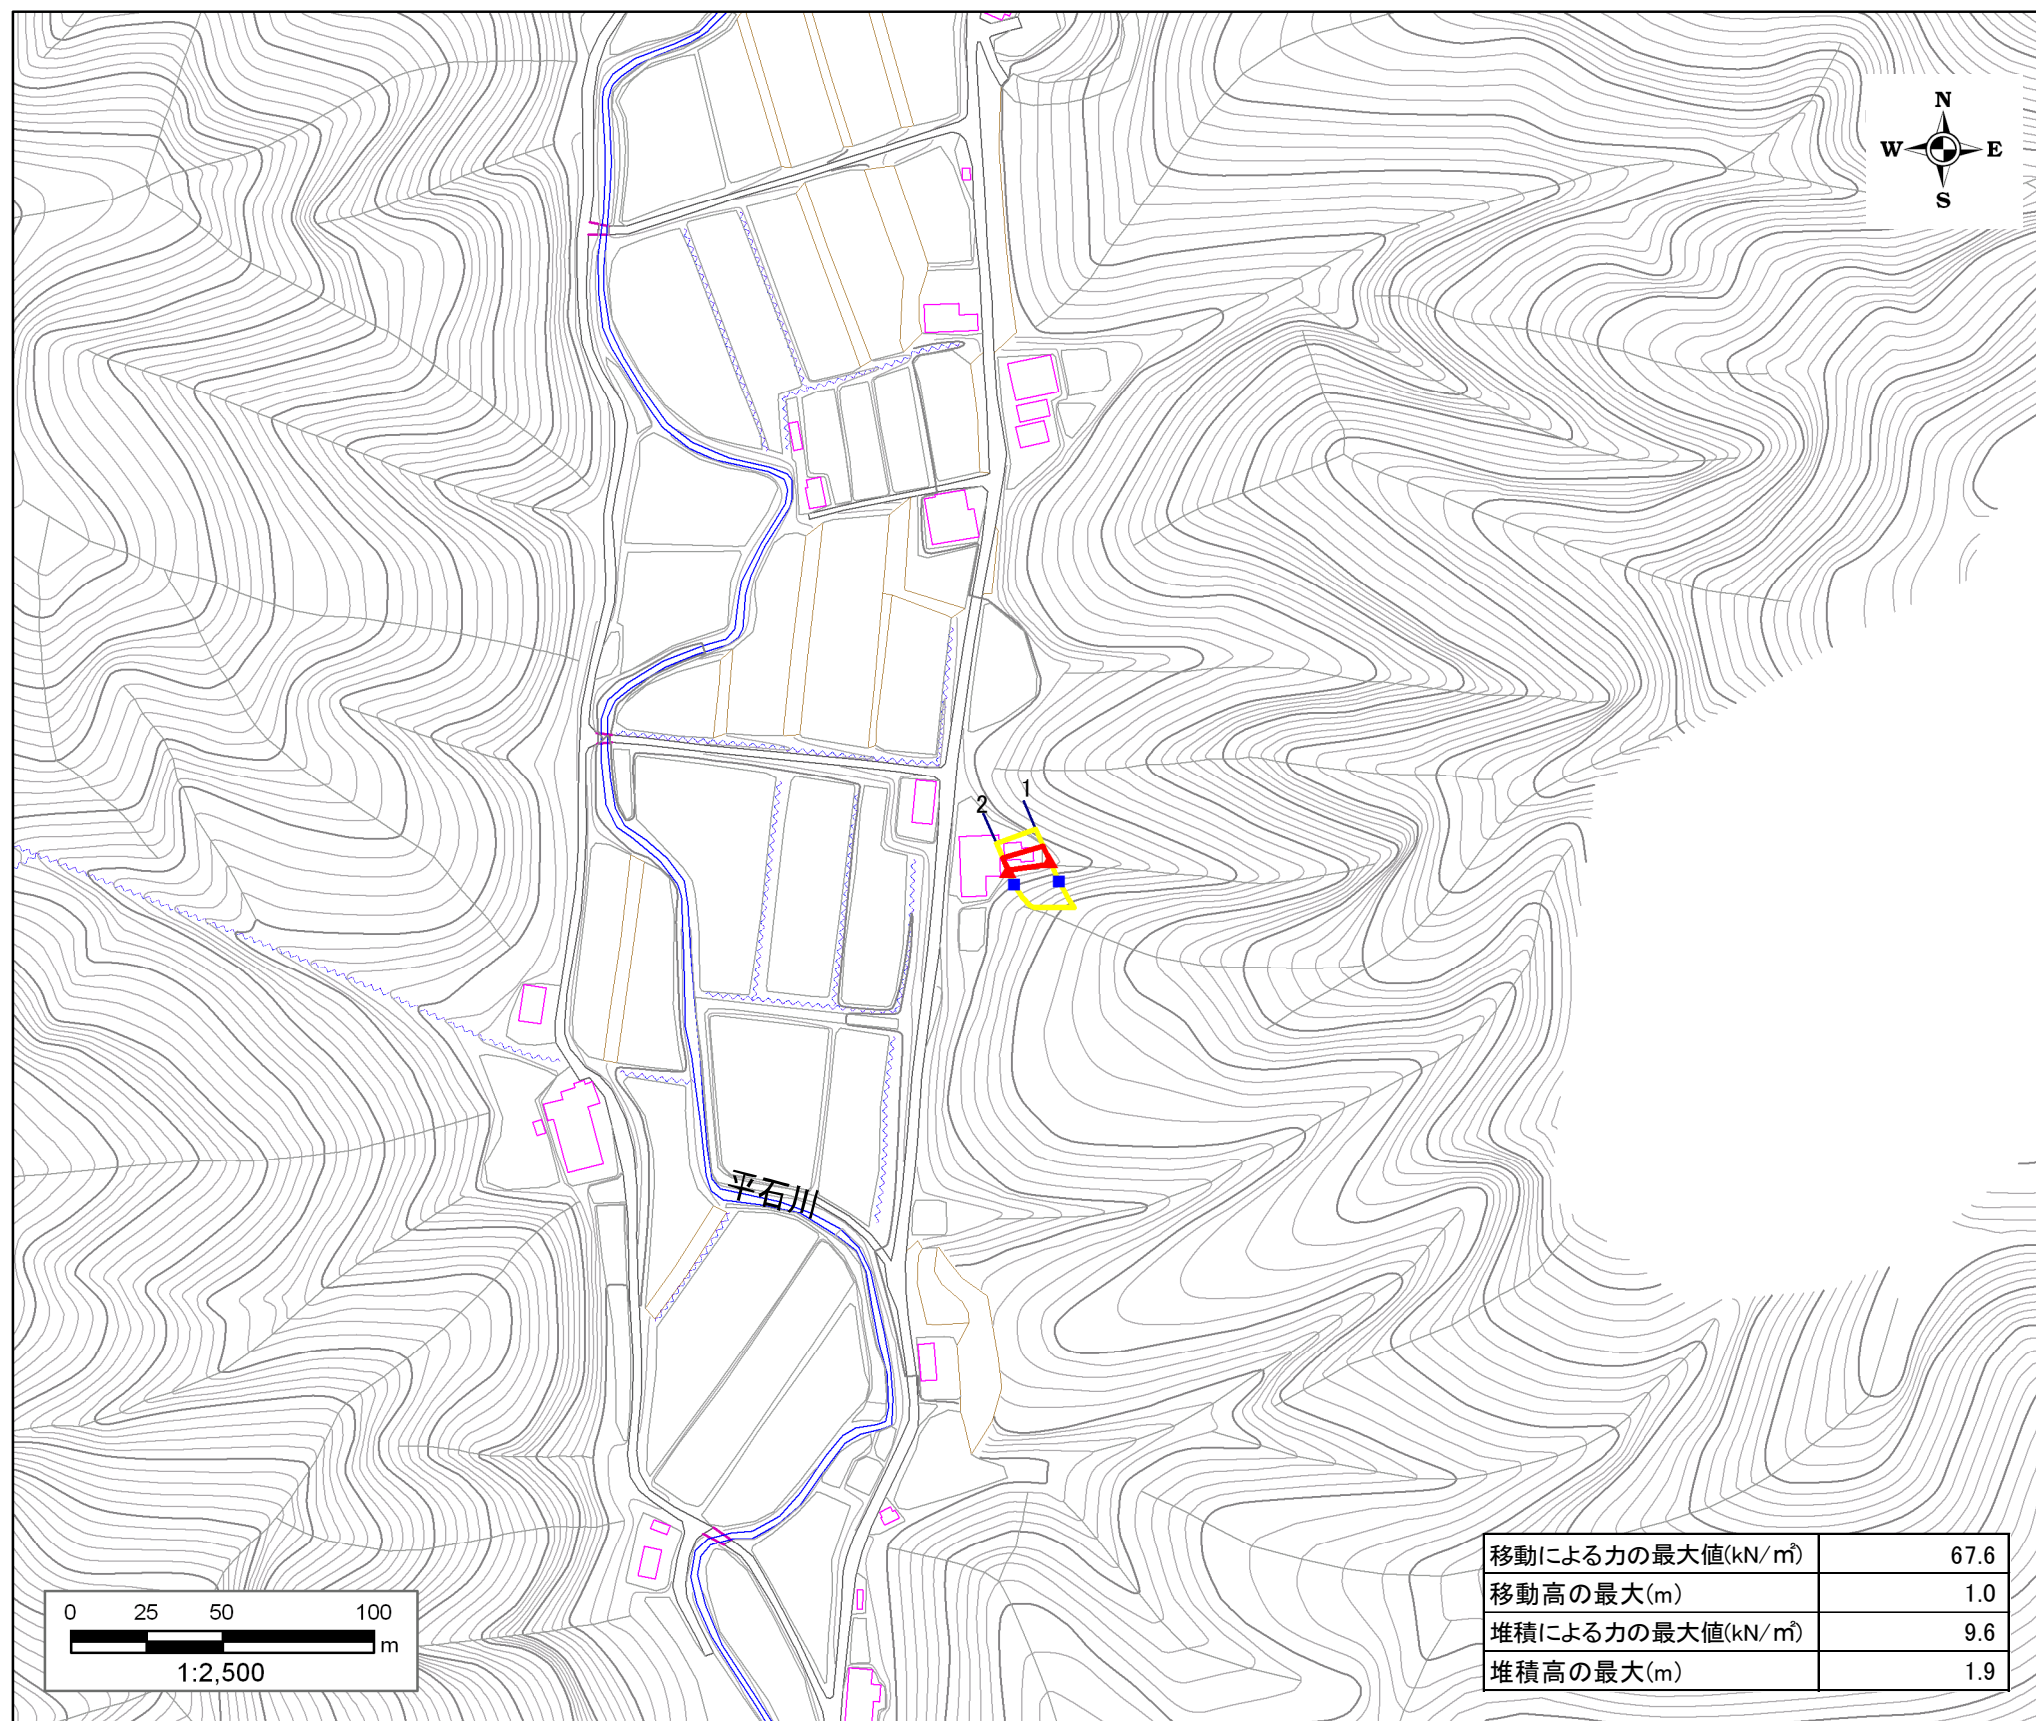 N
W E
S
1
2
平石川
移動による力の最大値(kN/㎡) 67.6
移動高の最大(m) 1.0
堆積による力の最大値(kN/㎡) 9.6
堆積高の最大(m) 1.9
0 25 50 100
m
1:2,500